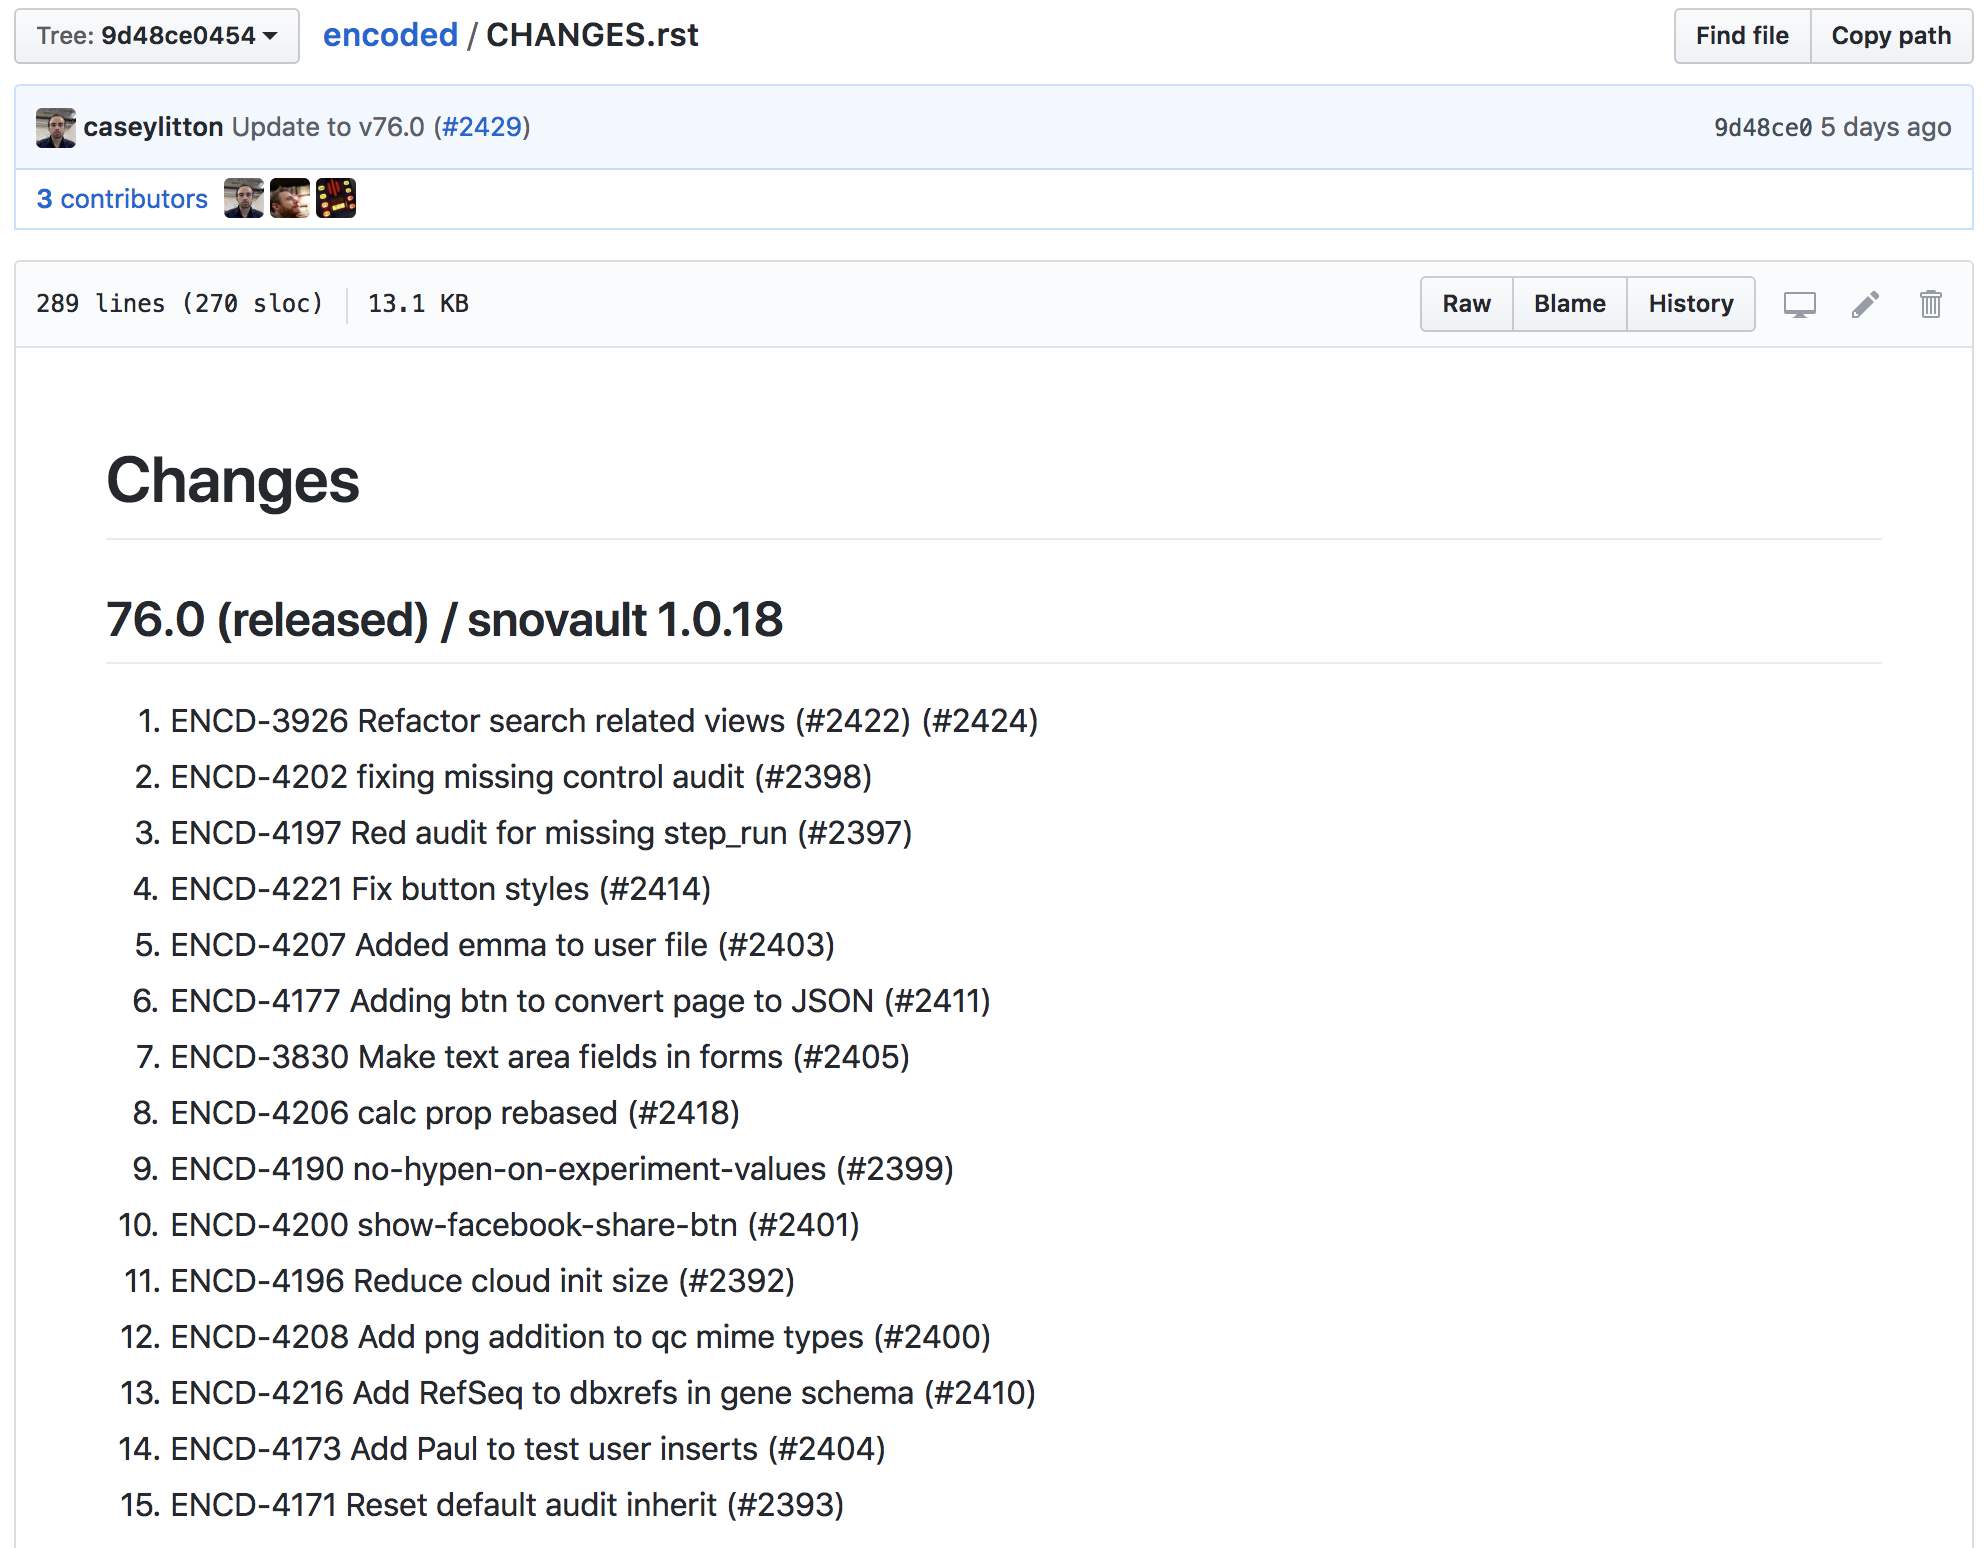 Tree: 9d48ce0454 encoded / CHANGES.rst Find file Copy path
caseylitton Update to v76.0 (#2429) 9d48ce0 5 days ago
3 contributors
289 lines (270 sloc) 13.1 KB Raw Blame History
Changes
76.0 (released) / snovault 1.0.18
1. ENCD-3926 Refactor search related views (#2422) (#2424)
2. ENCD-4202 fixing missing control audit (#2398)
3. ENCD-4197 Red audit for missing step_run (#2397)
4. ENCD-4221 Fix button styles (#2414)
5. ENCD-4207 Added emma to user file (#2403)
6. ENCD-4177 Adding btn to convert page to JSON (#2411)
7. ENCD-3830 Make text area fields in forms (#2405)
8. ENCD-4206 calc prop rebased (#2418)
9. ENCD-4190 no-hypen-on-experiment-values (#2399)
10. ENCD-4200 show-facebook-share-btn (#2401)
11. ENCD-4196 Reduce cloud init size (#2392)
12. ENCD-4208 Add png addition to qc mime types (#2400)
13. ENCD-4216 Add RefSeq to dbxrefs in gene schema (#2410)
14. ENCD-4173 Add Paul to test user inserts (#2404)
15. ENCD-4171 Reset default audit inherit (#2393)